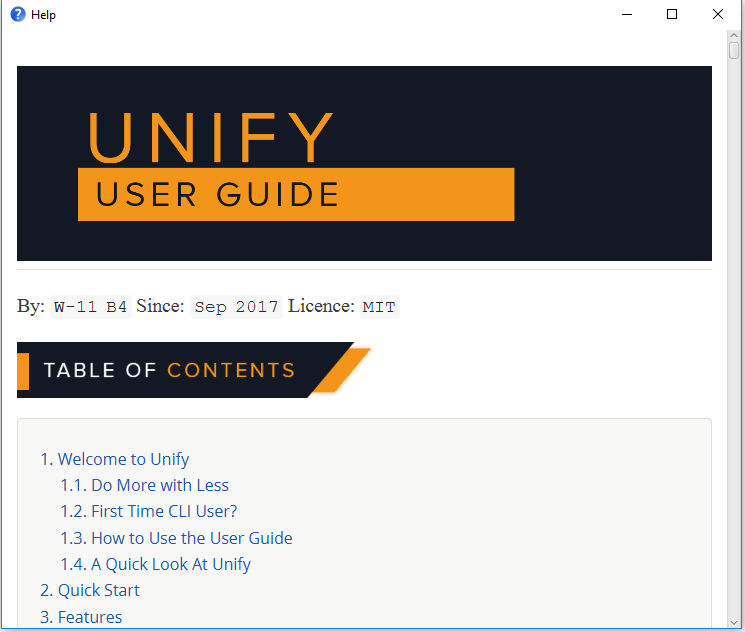 Help
UNIFY
USER GUIDE
By: W-11 B4 Since: Sep 2017 Licence: MIT
TABLE OF CONTENTS
1. Welcome to Unify
1.1. Do More with Less
1.2. First Time CLI User?
1.3. How to Use the User Guide
1.4. A Quick Look At Unify
2. Quick Start
3. Features